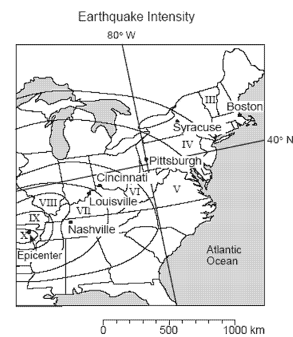 Earthquake Intensity
80° W
III
Boston
Syracuse
40° N
IV
Pittsburgh
Cincinnati
VI
V
VIII
Louisville
VII
IX
Nashville
X
Epicenter
Atlantic
Ocean
0 500 1000 km